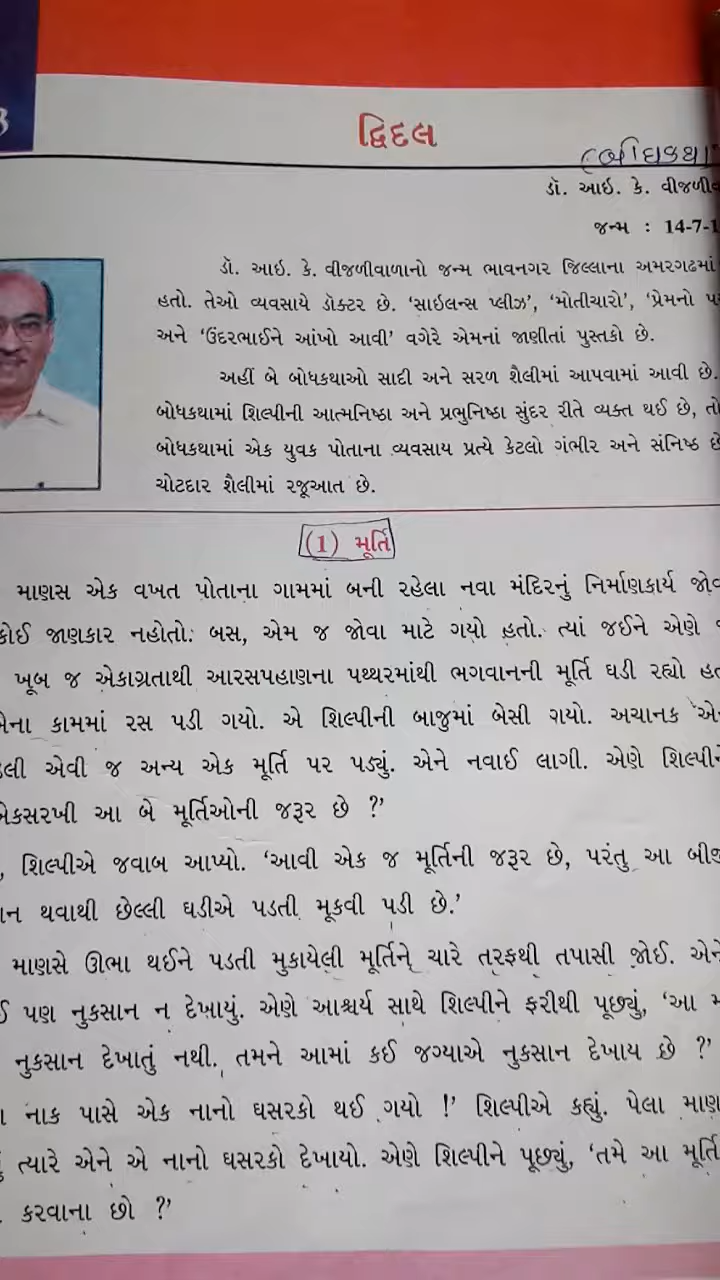 દ્વિદલ
(બોધકથા
ડૉ. આઇ. કે.
જન્મ : 14-7-
ડૉ. આઇ. કે. વીજળીવાળાનો જન્મ ભાવનગર જિલ્લાના અમરગઢમાં
હતો. તેઓ વ્યવસાયે ડૉક્ટર છે. ‘સાઇલન્સ પ્લીઝ’, ‘મોતીચારો’, ‘પ્રેમનો
અને ‘ઉંદરભાઈને આંખો આવી’ વગેરે એમનાં જાણીતાં પુસ્તકો છે.
અહીં બે બોધકથાઓ સાદી અને સરળ શૈલીમાં આપવામાં આવી છે.
બોધકથામાં શિલ્પીની આત્મનિષ્ઠા અને પ્રભુનિષ્ઠા સુંદર રીતે વ્યક્ત થઈ છે, તો
બોધકથામાં એક યુવક પોતાના વ્યવસાય પ્રત્યે કેટલો ગંભીર અને સંનિષ્ઠ છે
ચોટદાર શૈલીમાં રજૂઆત છે.
(1) મૂર્તિ
માણસ એક વખત પોતાના ગામમાં બની રહેલા નવા મંદિરનું નિર્માણકાર્ય
કોઈ જાણકાર નહોતો. બસ, એમ જ જોવા માટે ગયો હતો. ત્યાં જઈને એણે
ખૂબ જ એકાગ્રતાથી આરસપહાણના પથ્થરમાંથી ભગવાનની મૂર્તિ ઘડી રહ્યો
કામમાં રસ પડી ગયો. એ શિલ્પીની બાજુમાં બેસી ગયો. અચાનક
એવી જ અન્ય એક મૂર્તિ પર પડ્યું. એને નવાઈ લાગી. એણે
આ બે મૂર્તિઓની જરૂર છે ?’
, શિલ્પીએ જવાબ આપ્યો. ‘આવી એક જ મૂર્તિની જરૂર છે, પરંતુ આ
થવાથી છેલ્લી ઘડીએ પડતી મૂકવી પડી છે.’
માણસે ઊભા થઈને પડતી મુકાયેલી મૂર્તિને ચારે તરફથી તપાસી જોઈ.
પણ નુકસાન ન દેખાયું. એણે આશ્ચર્ય સાથે શિલ્પીને ફરીથી પૂછ્યું, ‘આ
નુકસાન દેખાતું નથી. તમને આમાં કઈ જગ્યાએ નુકસાન દેખાય છે ?’
નાક પાસે એક નાનો ઘસરકો થઈ ગયો !’ શિલ્પીએ કહ્યું. પેલા
ત્યારે એને એ નાનો ઘસરકો દેખાયો. એણે શિલ્પીને પૂછ્યું, ‘તમે આ મૂર્તિ
કરવાના છો ?’